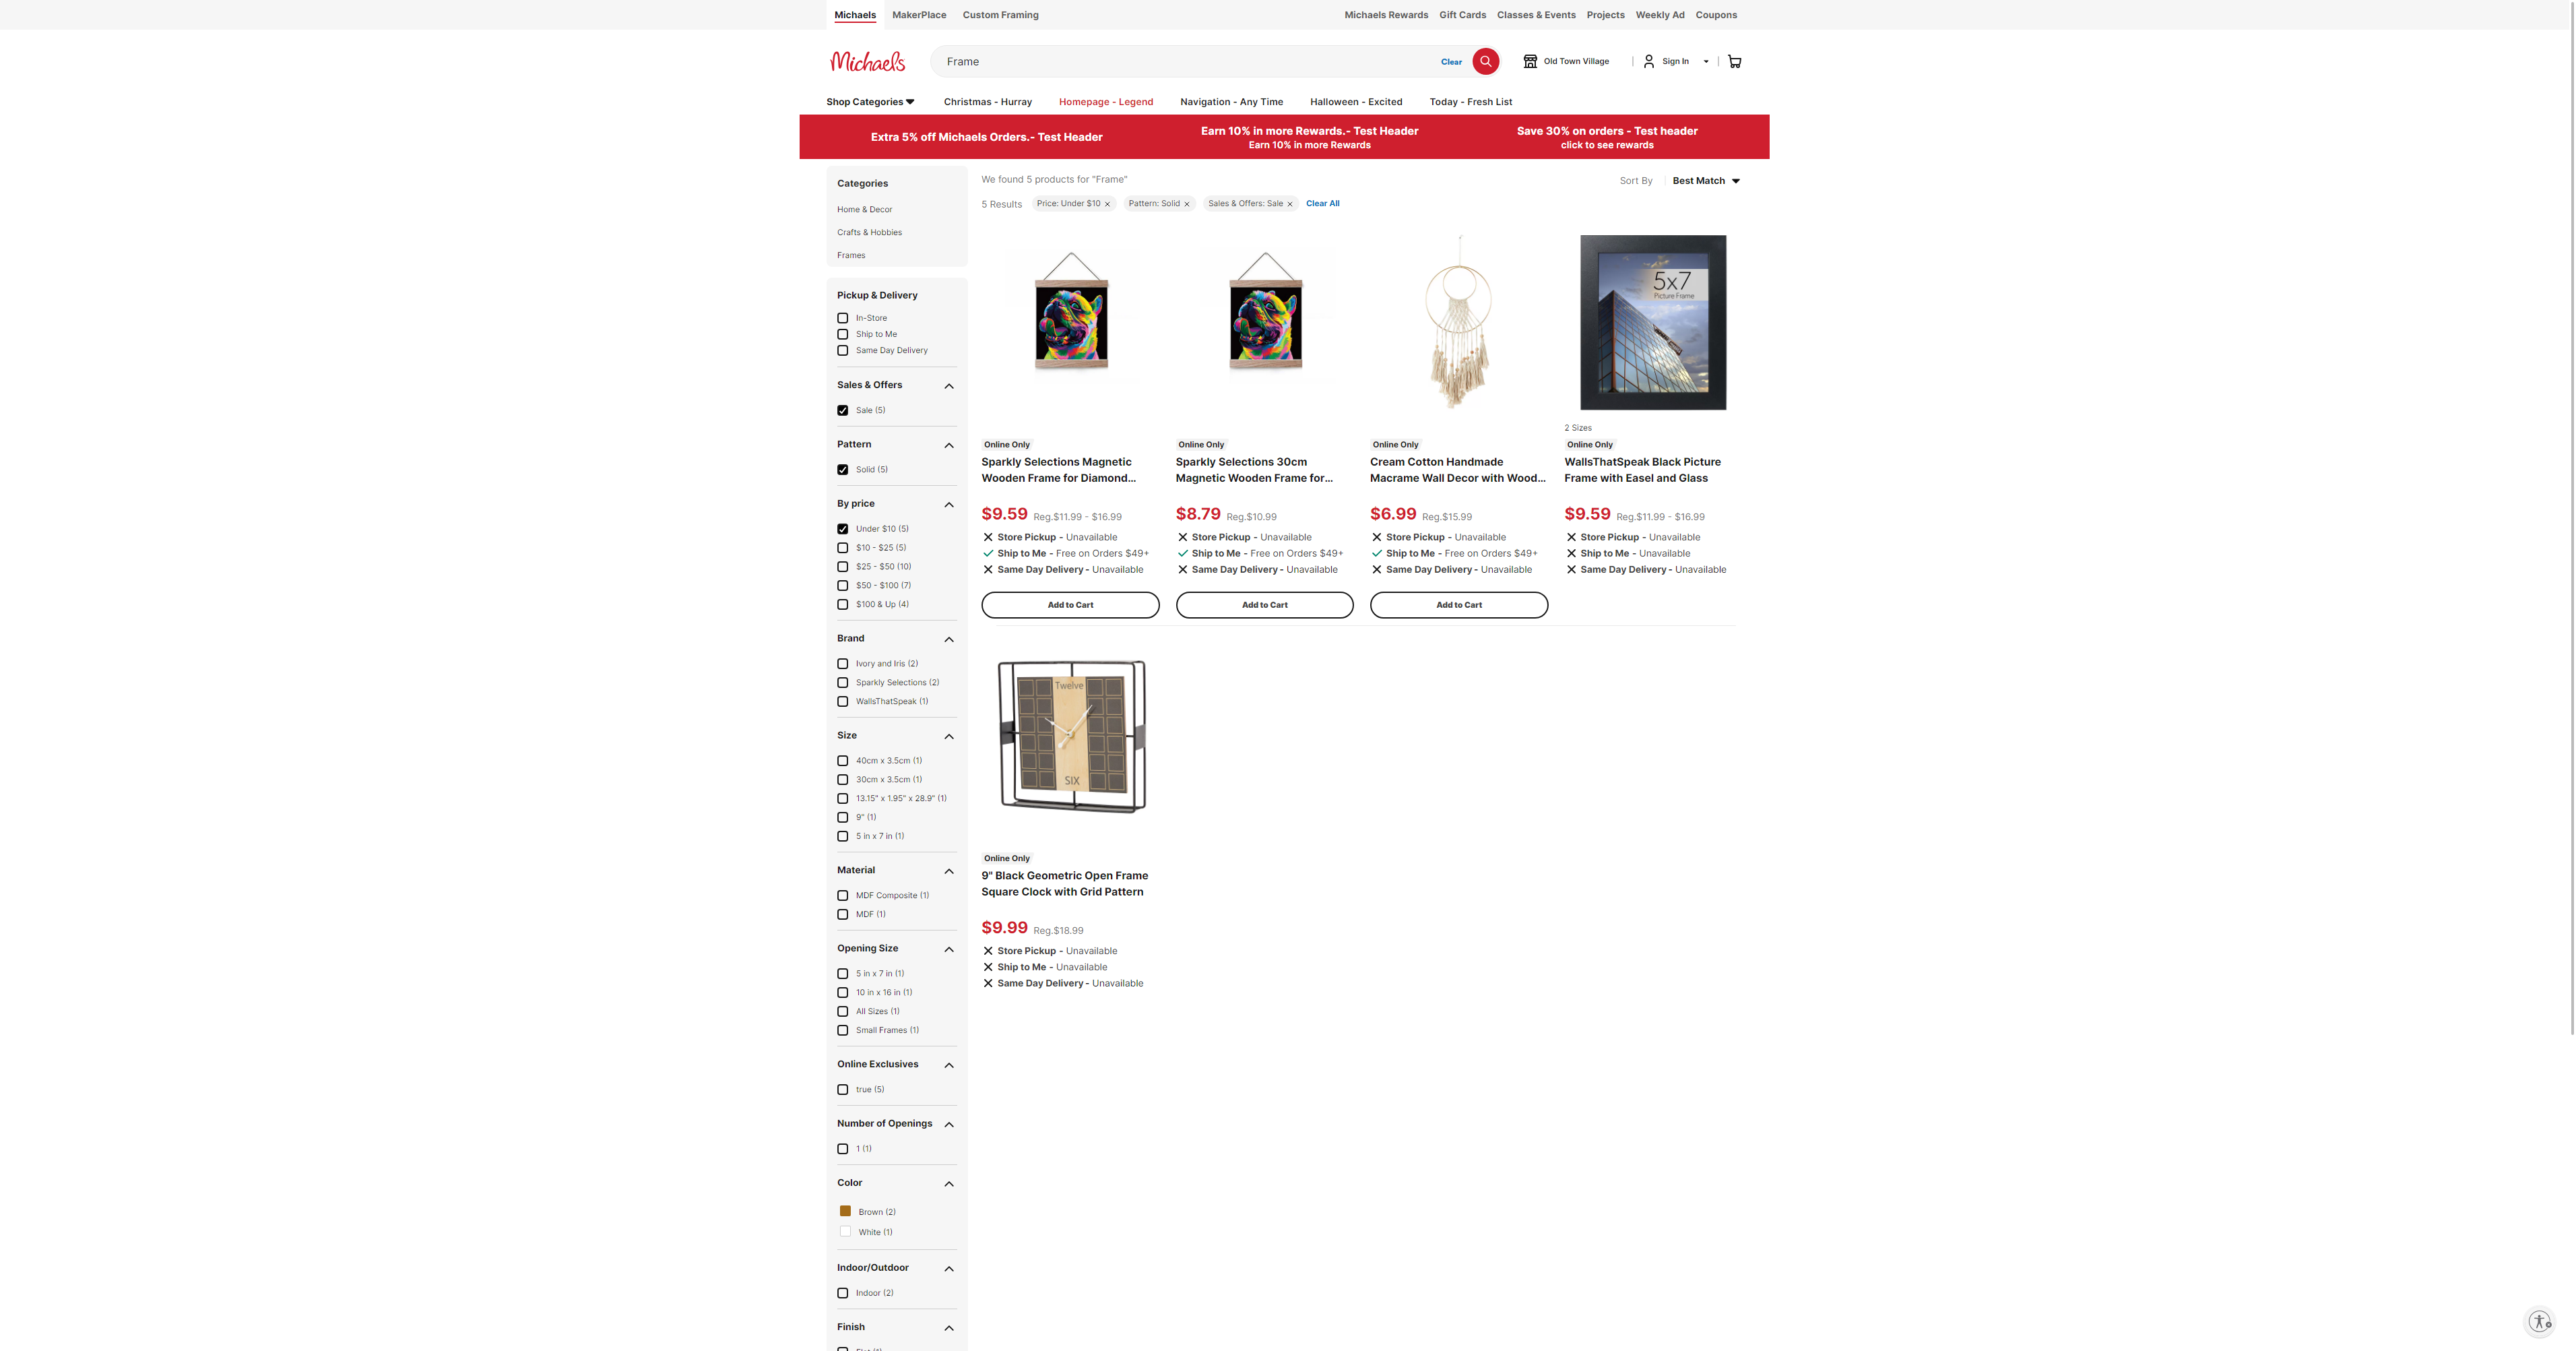 Michaels
MakerPlace
Custom Framing
Michaels Rewards
Gift Cards
Classes & Events
Projects
Weekly Ad
Coupons
Michaels
Frame
Clear
Old Town Village
Sign In
Shop Categories
Christmas - Hurray
Homepage - Legend
Navigation - Any Time
Halloween - Excited
Today - Fresh List
Extra 5% off Michaels Orders.- Test Header
Earn 10% in more Rewards.- Test Header
Earn 10% in more Rewards
Save 30% on orders - Test header
click to see rewards
Categories
Home & Decor
Crafts & Hobbies
Frames
Pickup & Delivery
In-Store
Ship to Me
Same Day Delivery
Sales & Offers
Sale (5)
Pattern
Solid (5)
By price
Under $10 (5)
$10 - $25 (5)
$25 - $50 (10)
$50 - $100 (7)
$100 & Up (4)
Brand
Ivory and Iris (2)
Sparkly Selections (2)
WallsThatSpeak (1)
Size
40cm x 3.5cm (1)
30cm x 3.5cm (1)
13.15" x 1.95" x 28.9" (1)
9" (1)
5 in x 7 in (1)
Material
MDF Composite (1)
MDF (1)
Opening Size
5 in x 7 in (1)
10 in x 16 in (1)
All Sizes (1)
Small Frames (1)
Online Exclusives
true (5)
Number of Openings
1 (1)
Color
Brown (2)
White (1)
Indoor/Outdoor
Indoor (2)
Finish
We found 5 products for "Frame"
Sort By
Best Match
5 Results
Price: Under $10
Pattern: Solid
Sales & Offers: Sale
Clear All
Online Only
Sparkly Selections Magnetic
Wooden Frame for Diamond...
$9.59 Reg.$11.99 - $16.99
Store Pickup - Unavailable
Ship to Me - Free on Orders $49+
Same Day Delivery - Unavailable
Add to Cart
Online Only
Sparkly Selections 30cm
Magnetic Wooden Frame for...
$8.79 Reg.$10.99
Store Pickup - Unavailable
Ship to Me - Free on Orders $49+
Same Day Delivery - Unavailable
Add to Cart
Online Only
Cream Cotton Handmade
Macrame Wall Decor with Wood...
$6.99 Reg.$15.99
Store Pickup - Unavailable
Ship to Me - Free on Orders $49+
Same Day Delivery - Unavailable
Add to Cart
5x7
Picture Frame
2 Sizes
Online Only
WallsThatSpeak Black Picture
Frame with Easel and Glass
$9.59 Reg.$11.99 - $16.99
Store Pickup - Unavailable
Ship to Me - Unavailable
Same Day Delivery - Unavailable
Twelve
SIX
Online Only
9" Black Geometric Open Frame
Square Clock with Grid Pattern
$9.99 Reg.$18.99
Store Pickup - Unavailable
Ship to Me - Unavailable
Same Day Delivery - Unavailable